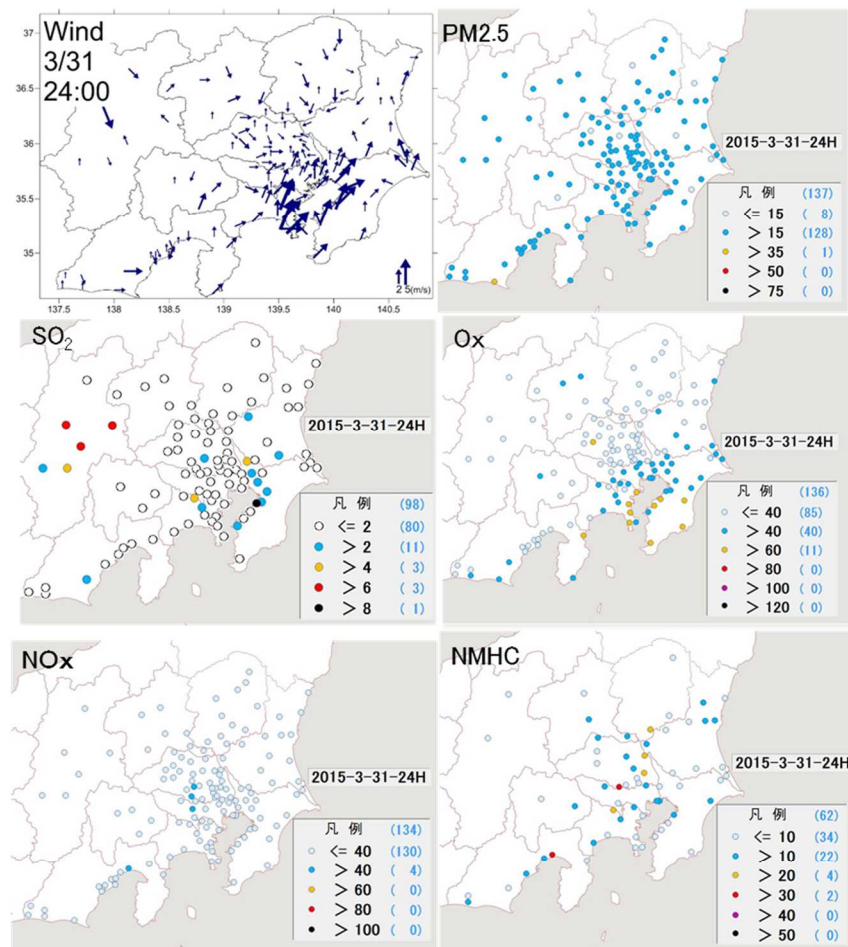 Wind
3/31
24:00
37
36.5
36
35.5
35
137.5 138 138.5 139 139.5 140 140.5
2 5(m/s)
PM2.5
2015-3-31-24H
凡 例 (137)
<= 15 ( 8)
> 15 (128)
> 35 ( 1)
> 50 ( 0)
> 75 ( 0)
SO2
2015-3-31-24H
凡 例 (98)
<= 2 (80)
> 2 (11)
> 4 ( 3)
> 6 ( 3)
> 8 ( 1)
Ox
2015-3-31-24H
凡 例 (136)
<= 40 (85)
> 40 (40)
> 60 (11)
> 80 ( 0)
> 100 ( 0)
> 120 ( 0)
NOx
2015-3-31-24H
凡 例 (134)
<= 40 (130)
> 40 ( 4)
> 60 ( 0)
> 80 ( 0)
> 100 ( 0)
NMHC
2015-3-31-24H
凡 例 (62)
<= 10 (34)
> 10 (22)
> 20 ( 4)
> 30 ( 2)
> 40 ( 0)
> 50 ( 0)